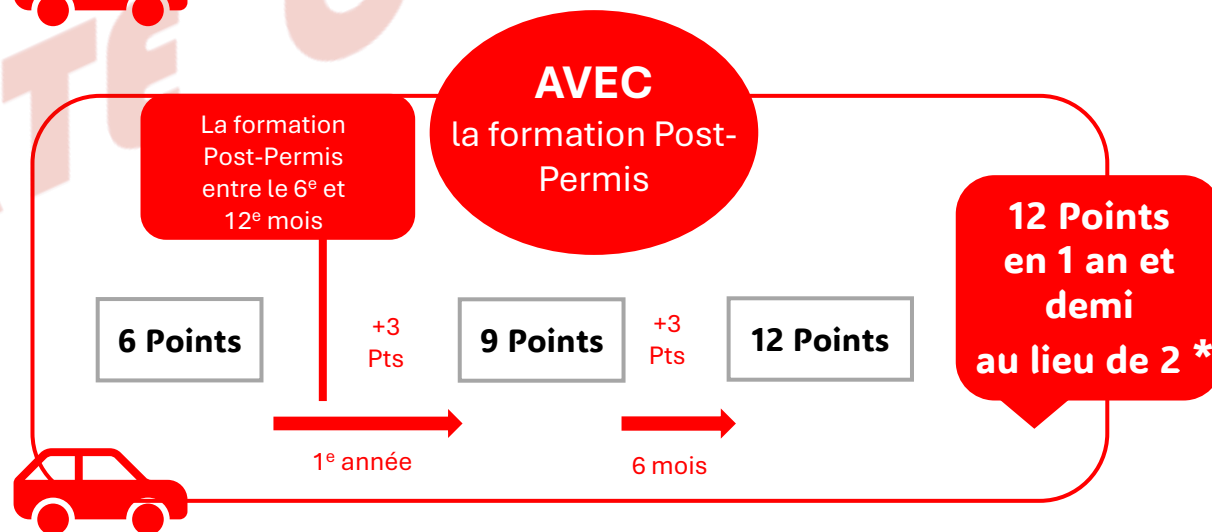 AVEC
la formation Post-
Permis
La formation
Post-Permis
entre le 6e et
12e mois
12 Points
en 1 an et
demi
au lieu de 2 *
6 Points
+3
Pts
9 Points
+3
Pts
12 Points
1e année
6 mois